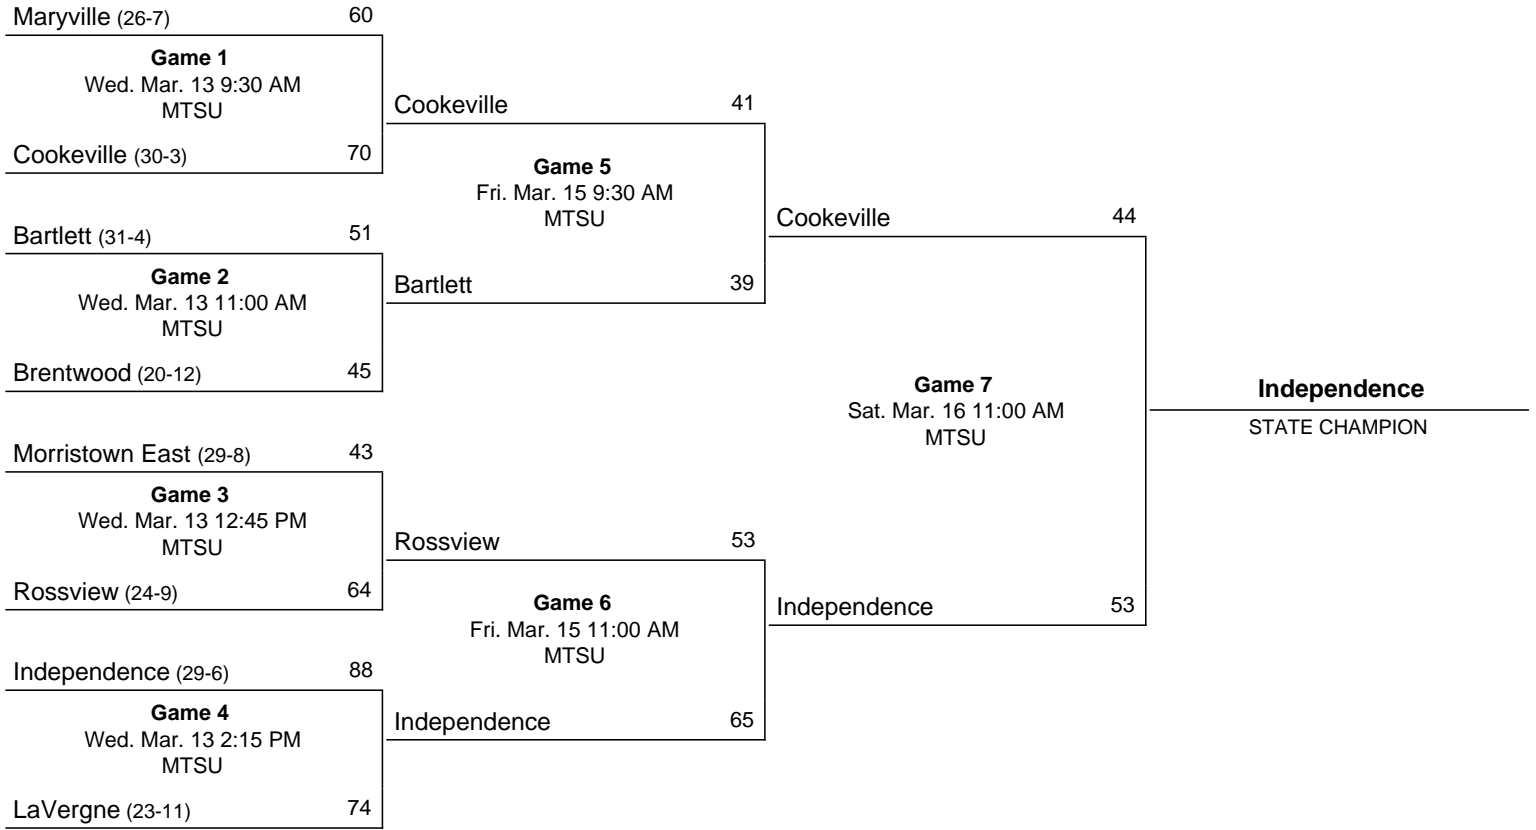 Maryville (26-7) 60
Game 1
Wed. Mar. 13 9:30 AM
MTSU
Cookeville (30-3) 70
Bartlett (31-4) 51
Game 2
Wed. Mar. 13 11:00 AM
MTSU
Brentwood (20-12) 45
Morristown East (29-8) 43
Game 3
Wed. Mar. 13 12:45 PM
MTSU
Rossview (24-9) 64
Independence (29-6) 88
Game 4
Wed. Mar. 13 2:15 PM
MTSU
LaVergne (23-11) 74
Cookeville 41
Game 5
Fri. Mar. 15 9:30 AM
MTSU
Bartlett 39
Rossview 53
Game 6
Fri. Mar. 15 11:00 AM
MTSU
Independence 65
Cookeville 44
Game 7
Sat. Mar. 16 11:00 AM
MTSU
Independence 53
Independence
STATE CHAMPION